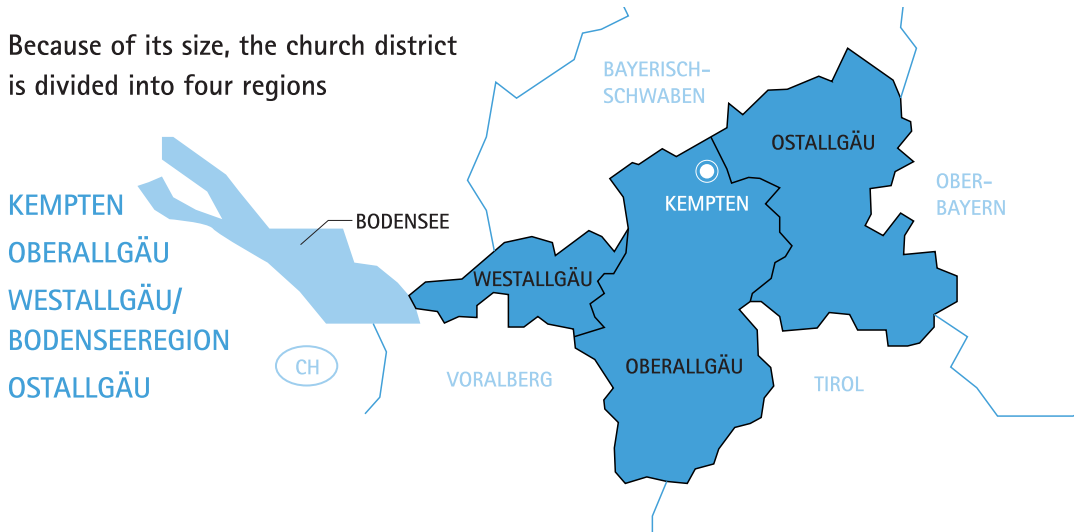 Because of its size, the church district
is divided into four regions
KEMPTEN
OBERALLGÄU
WESTALLGÄU/
BODENSEEREGION
OSTALLGÄU
BAYERISCH-
SCHWABEN
OSTALLGÄU
OBER-
BAYERN
KEMPTEN
BODENSEE
WESTALLGÄU
OBERALLGÄU
CH
VORALBERG
TIROL